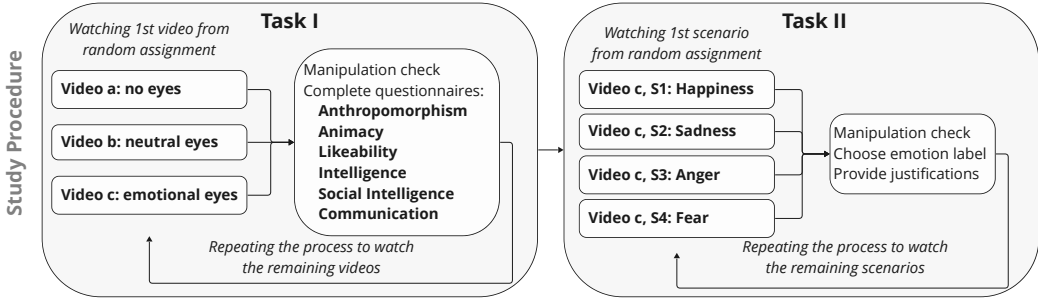 Study Procedure
Task I
Watching 1st video from
random assignment
Video a: no eyes
Video b: neutral eyes
Video c: emotional eyes
Manipulation check
Complete questionnaires:
Anthropomorphism
Animacy
Likeability
Intelligence
Social Intelligence
Communication
Repeating the process to watch
the remaining videos
Task II
Watching 1st scenario
from random assignment
Video c, S1: Happiness
Video c, S2: Sadness
Video c, S3: Anger
Video c, S4: Fear
Manipulation check
Choose emotion label
Provide justifications
Repeating the process to watch
the remaining scenarios